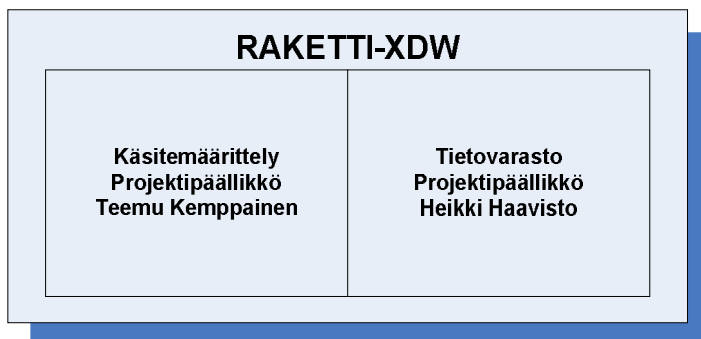 RAKETTI-XDW
Käsitemäärittely
Projektipäällikkö
Teemu Kemppainen
Tietovarasto
Projektipäällikkö
Heikki Haavisto